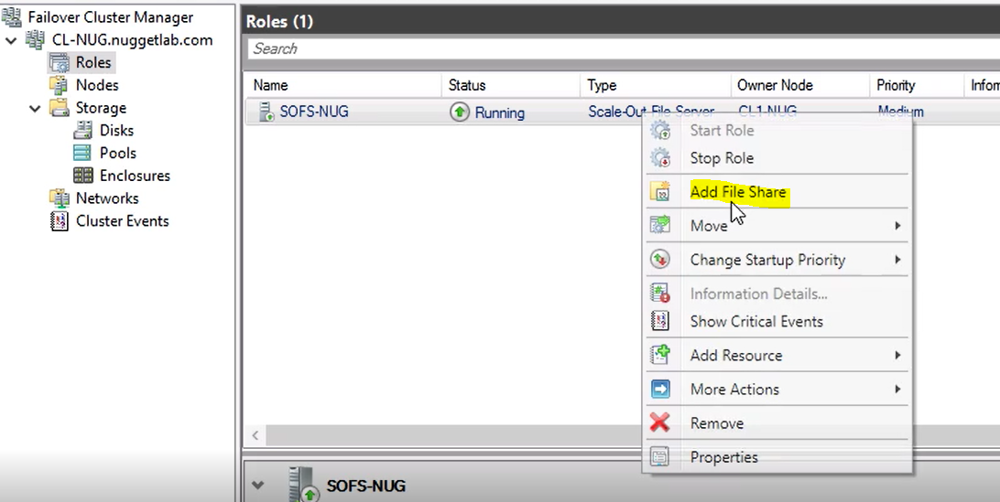 Failover Cluster Manager
CL-NUG.nuggetlab.com
Roles
Nodes
Storage
Disks
Pools
Enclosures
Networks
Cluster Events
Roles (1)
Search
Name Status Type Owner Node Priority Infor
SOFS-NUG Running Scale-Out File Server CL1-NUG Medium
Start Role
Stop Role
Add File Share
Move
Change Startup Priority
Information Details...
Show Critical Events
Add Resource
More Actions
Remove
Properties
SOFS-NUG